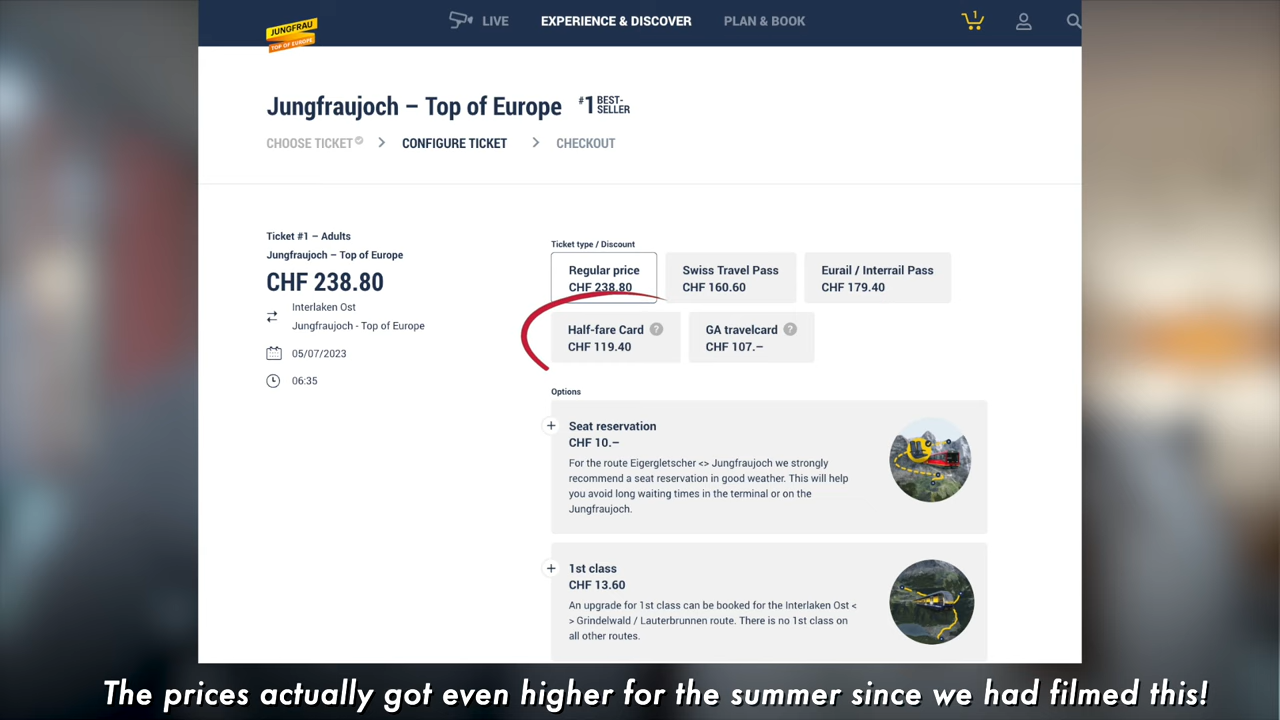 JUNGFRAU
TOP OF EUROPE
LIVE
EXPERIENCE & DISCOVER
PLAN & BOOK
1
Jungfraujoch – Top of Europe
#1 BEST-
SELLER
CHOOSE TICKET
CONFIGURE TICKET
CHECKOUT
Ticket #1 – Adults
Jungfraujoch – Top of Europe
CHF 238.80
Interlaken Ost
Jungfraujoch - Top of Europe
05/07/2023
06:35
Ticket type / Discount
Regular price
CHF 238.80
Swiss Travel Pass
CHF 160.60
Eurail / Interrail Pass
CHF 179.40
Half-fare Card ?
CHF 119.40
GA travelcard ?
CHF 107.–
Options
+ Seat reservation
CHF 10.–
For the route Eigergletscher <> Jungfraujoch we strongly
recommend a seat reservation in good weather. This will help
you avoid long waiting times in the terminal or on the
Jungfraujoch.
+ 1st class
CHF 13.60
An upgrade for 1st class can be booked for the Interlaken Ost <
> Grindelwald / Lauterbrunnen route. There is no 1st class on
all other routes.
The prices actually got even higher for the summer since we had filmed this!